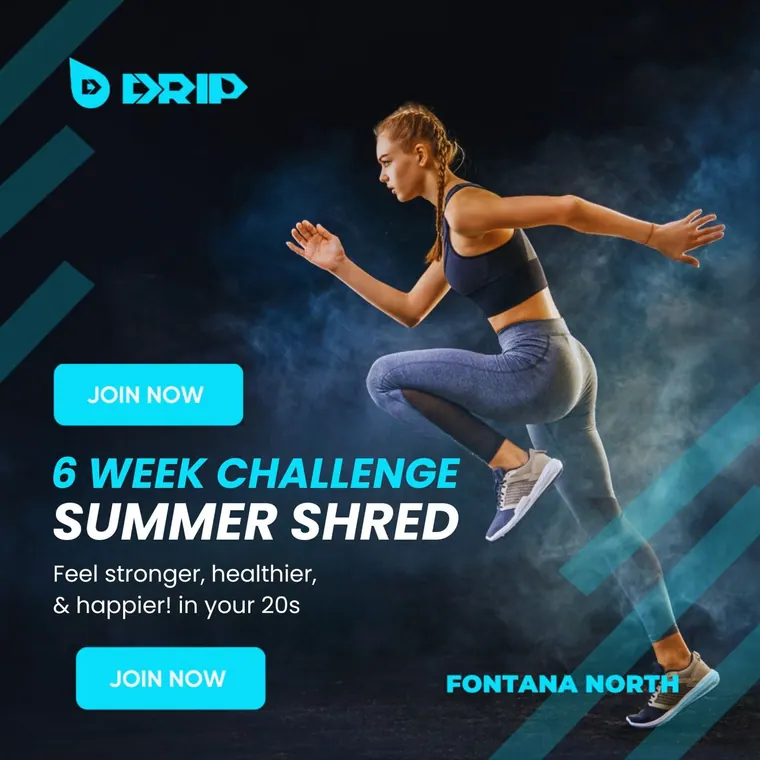 DRIP
JOIN NOW
6 WEEK CHALLENGE
SUMMER SHRED
Feel stronger, healthier,
& happier! in your 20s
JOIN NOW
FONTANA NORTH